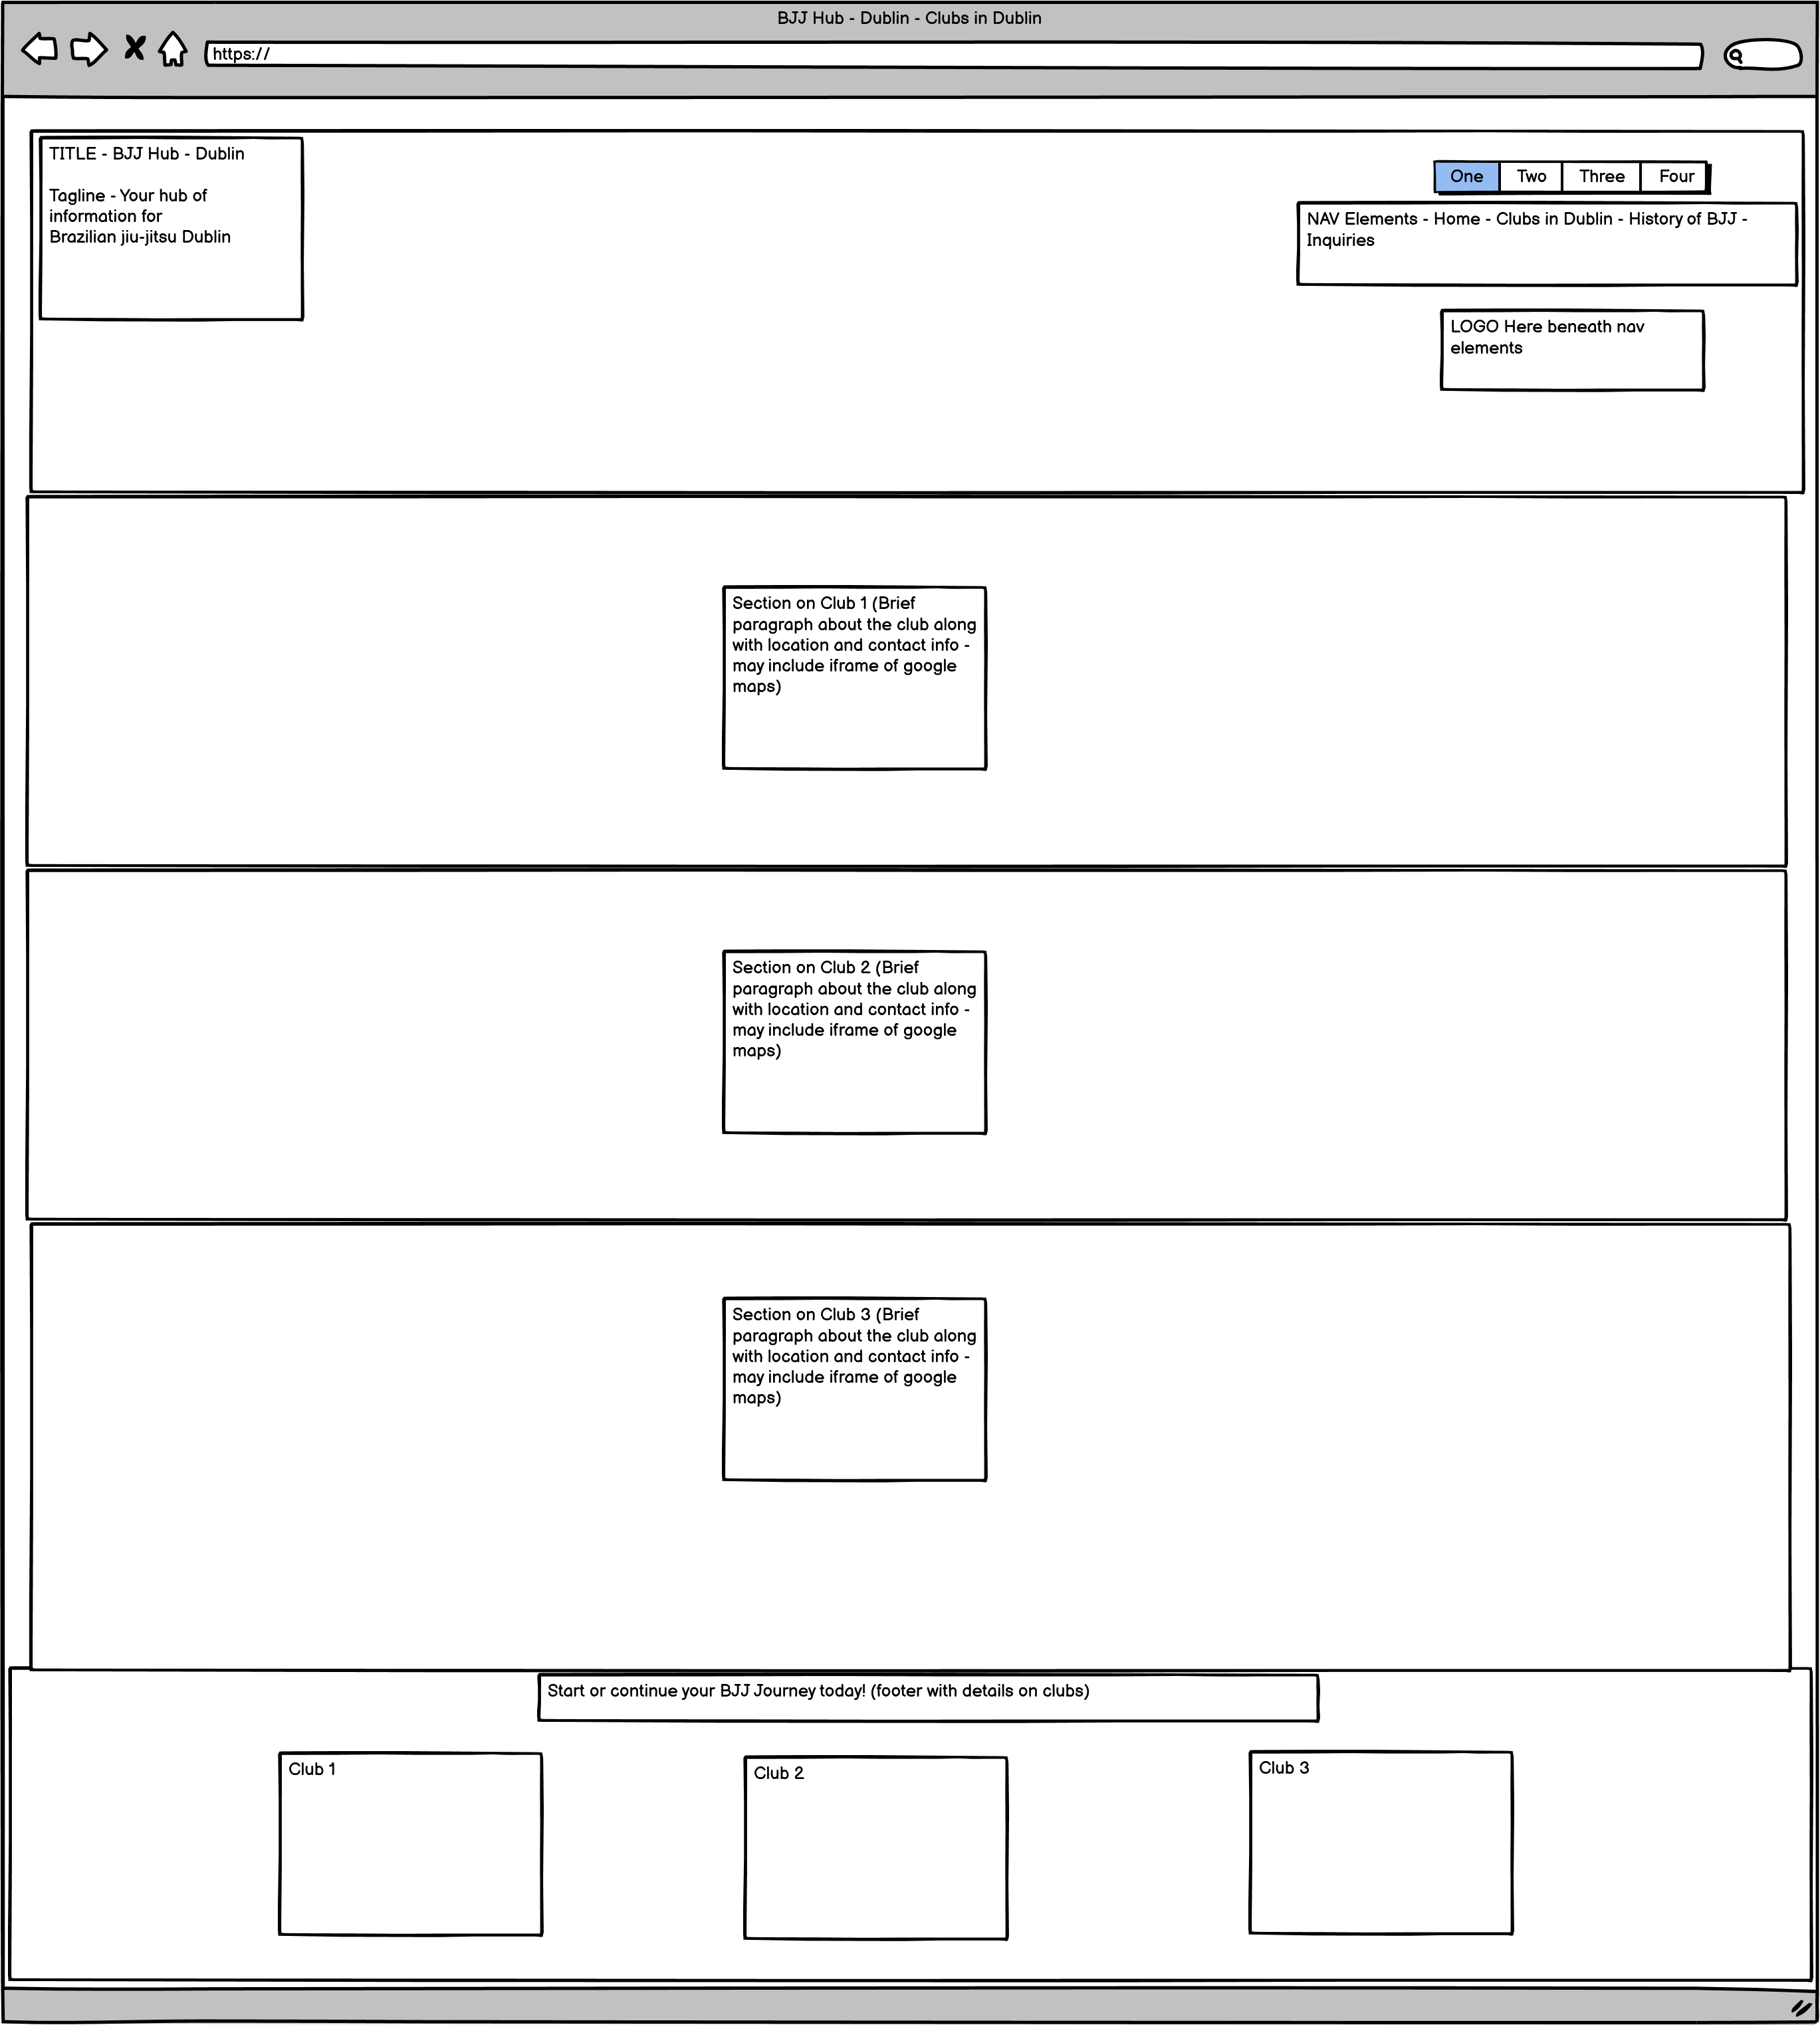 BJJ Hub - Dublin - Clubs in Dublin
https://
TITLE - BJJ Hub - Dublin
Tagline - Your hub of
information for
Brazilian jiu-jitsu Dublin
One Two Three Four
NAV Elements - Home - Clubs in Dublin - History of BJJ -
Inquiries
LOGO Here beneath nav
elements
Section on Club 1 (Brief
paragraph about the club along
with location and contact info -
may include iframe of google
maps)
Section on Club 2 (Brief
paragraph about the club along
with location and contact info -
may include iframe of google
maps)
Section on Club 3 (Brief
paragraph about the club along
with location and contact info -
may include iframe of google
maps)
Start or continue your BJJ Journey today! (footer with details on clubs)
Club 1
Club 2
Club 3